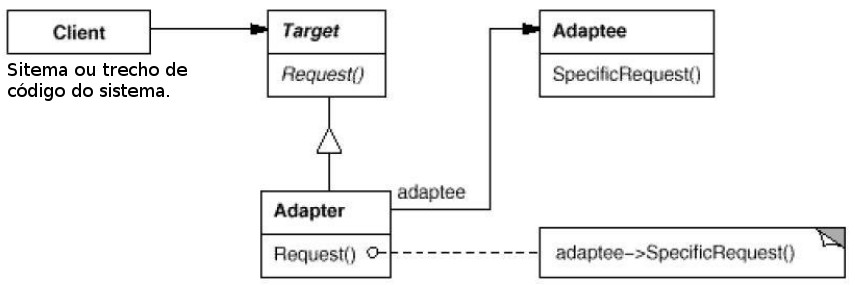 Client
Sitema ou trecho de
código do sistema.
Target
Request()
Adaptee
SpecificRequest()
adaptee
Adapter
Request()
adaptee->SpecificRequest()